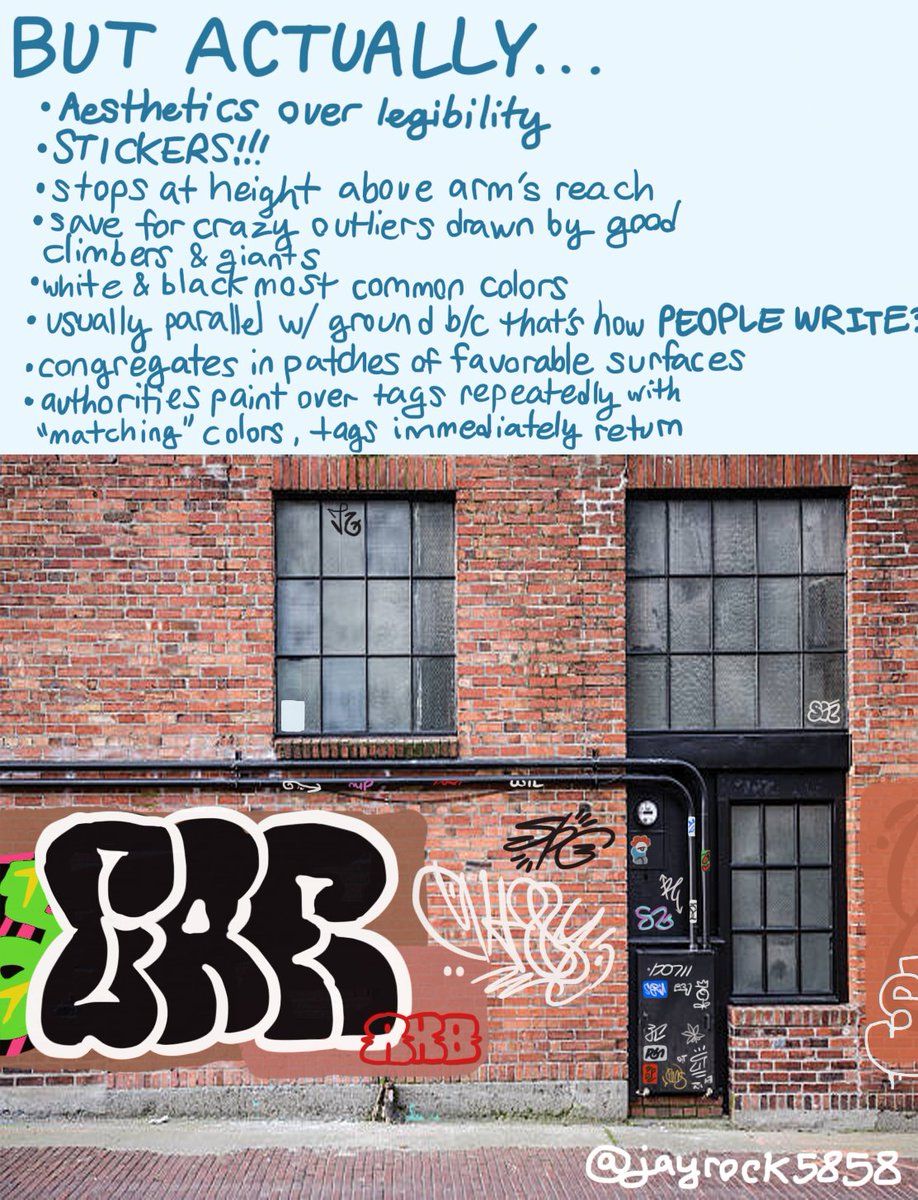 BUT ACTUALLY...
• Aesthetics over legibility
• STICKERS!!!
• stops at height above arm's reach
• save for crazy outliers drawn by good
climbers & giants
• white & black most common colors
• usually parallel w/ ground b/c that's how PEOPLE WRITE?
• congregates in patches of favorable surfaces
• authorities paint over tags repeatedly with
"matching" colors, tags immediately return
@jayrock5858